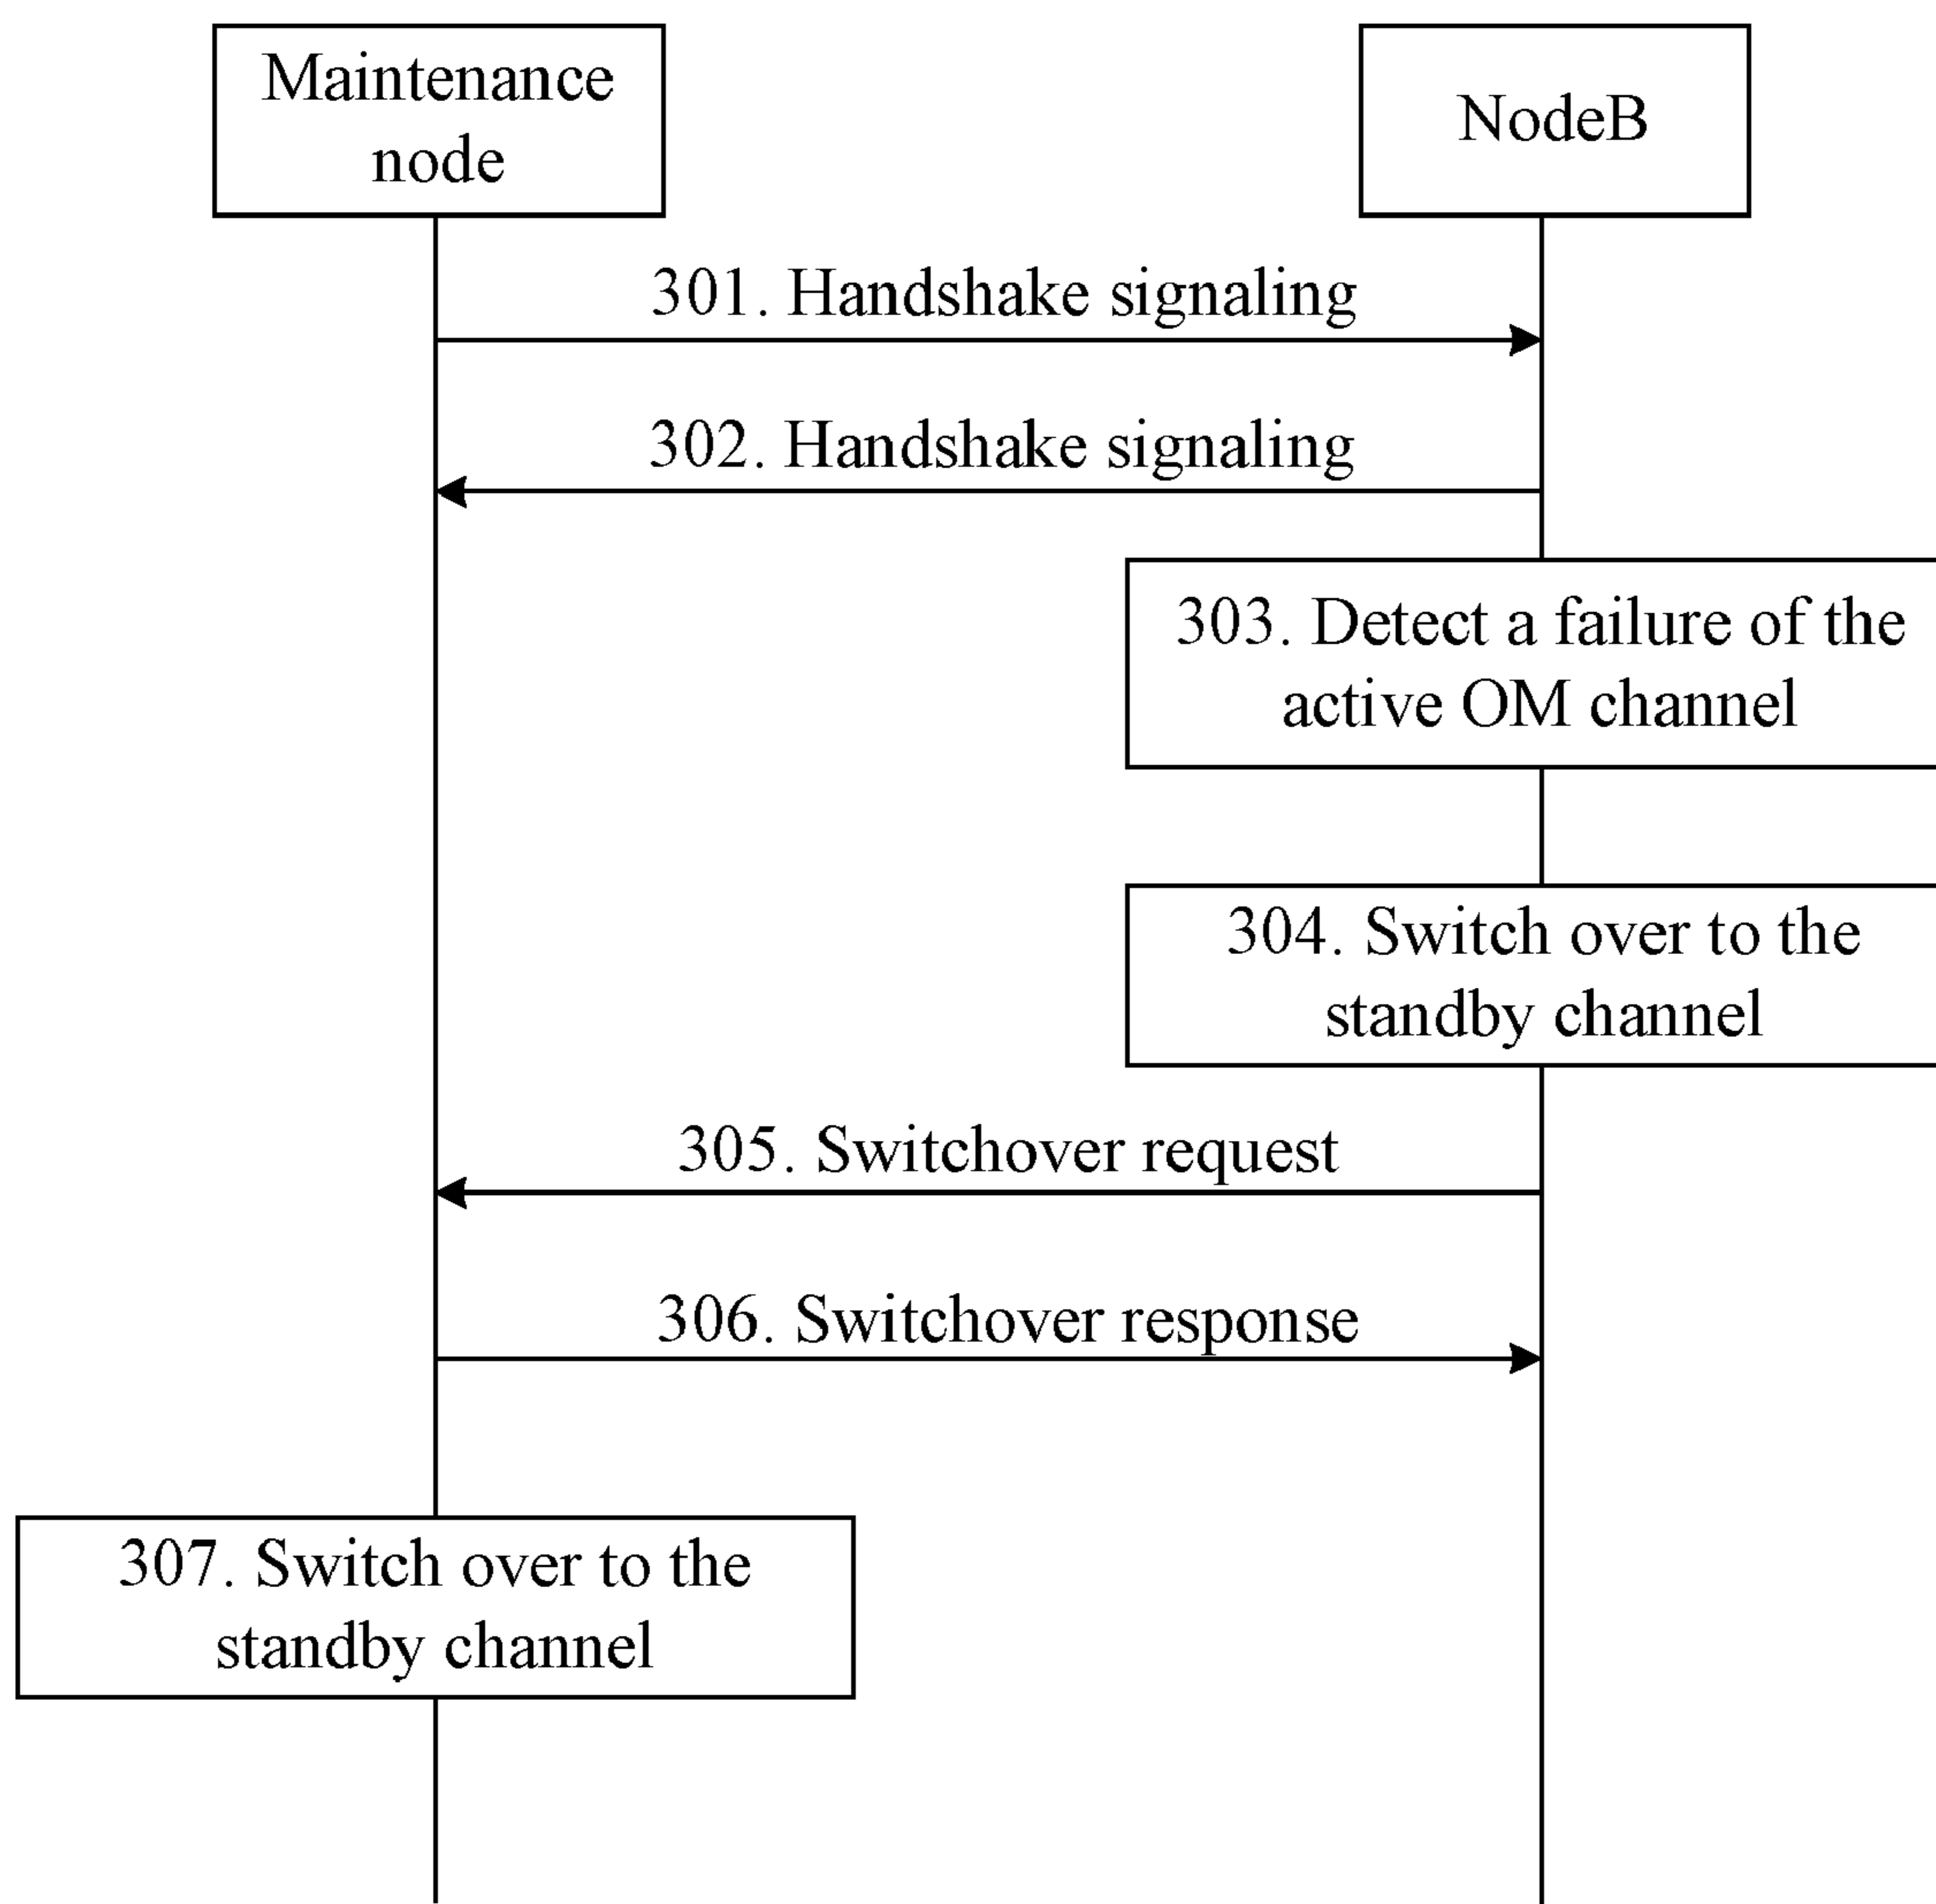 Maintenance
node
NodeB
301. Handshake signaling
302. Handshake signaling
303. Detect a failure of the
active OM channel
304. Switch over to the
standby channel
305. Switchover request
306. Switchover response
307. Switch over to the
standby channel